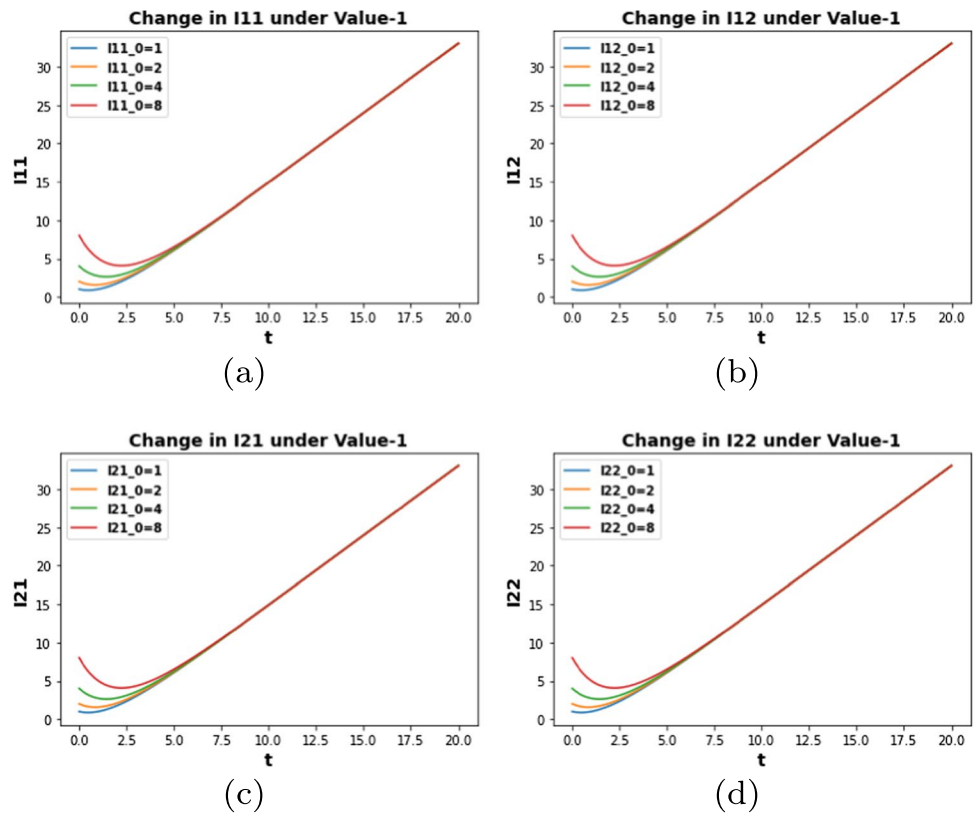 Change in I11 under Value-1
I11_0=1
I11_0=2
I11_0=4
I11_0=8
30
25
20
15
10
5
0
I11
0.0 2.5 5.0 7.5 10.0 12.5 15.0 17.5 20.0
t
(a)
Change in I12 under Value-1
I12_0=1
I12_0=2
I12_0=4
I12_0=8
30
25
20
15
10
5
0
I12
0.0 2.5 5.0 7.5 10.0 12.5 15.0 17.5 20.0
t
(b)
Change in I21 under Value-1
I21_0=1
I21_0=2
I21_0=4
I21_0=8
30
25
20
15
10
5
0
I21
0.0 2.5 5.0 7.5 10.0 12.5 15.0 17.5 20.0
t
(c)
Change in I22 under Value-1
I22_0=1
I22_0=2
I22_0=4
I22_0=8
30
25
20
15
10
5
0
I22
0.0 2.5 5.0 7.5 10.0 12.5 15.0 17.5 20.0
t
(d)